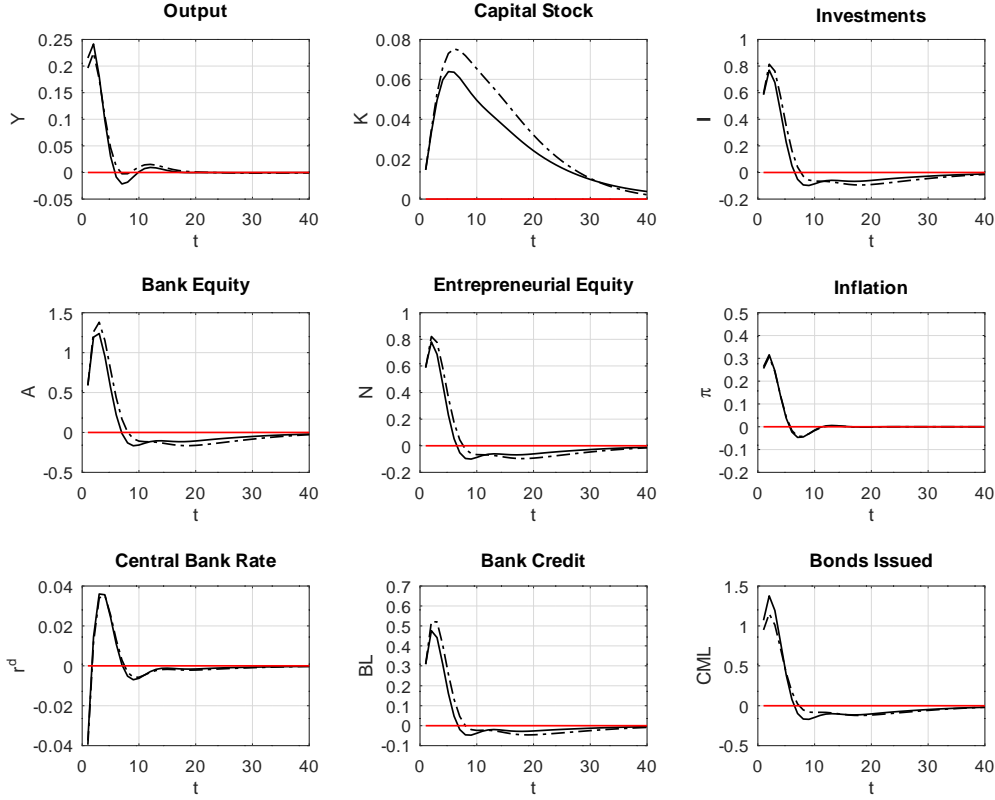 Output
0.25
0.2
0.15
0.1
0.05
0
-0.05
Y
0 10 20 30 40
t
Capital Stock
0.08
0.06
0.04
0.02
0
K
0 10 20 30 40
t
Investments
1
0.8
0.6
0.4
0.2
0
-0.2
I
0 10 20 30 40
t
Bank Equity
1.5
1
0.5
0
-0.5
A
0 10 20 30 40
t
Entrepreneurial Equity
1
0.8
0.6
0.4
0.2
0
-0.2
N
0 10 20 30 40
t
Inflation
0.5
0.4
0.3
0.2
0.1
0
-0.1
-0.2
π
0 10 20 30 40
t
Central Bank Rate
0.04
0.02
0
-0.02
-0.04
r^d
0 10 20 30 40
t
Bank Credit
0.7
0.6
0.5
0.4
0.3
0.2
0.1
0
-0.1
BL
0 10 20 30 40
t
Bonds Issued
1.5
1
0.5
0
-0.5
CML
0 10 20 30 40
t